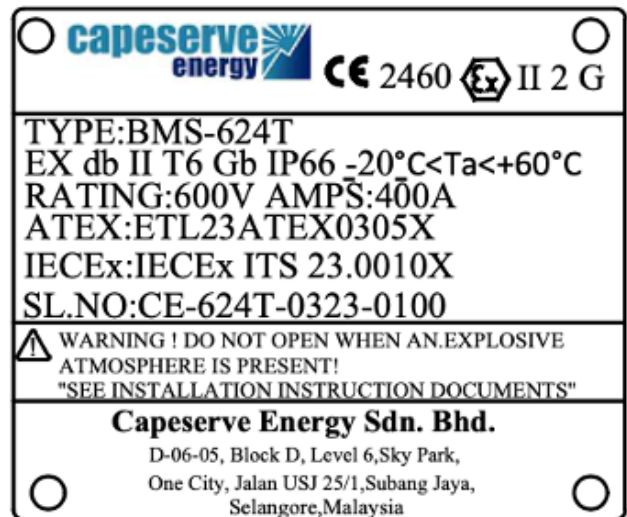 capeserve
energy
CE 2460 Ex II 2 G
TYPE:BMS-624T
EX db II T6 Gb IP66 -20°C<Ta<+60°C
RATING:600V AMPS:400A
ATEX:ETL23ATEX0305X
IECEx:IECEx ITS 23.0010X
SL.NO:CE-624T-0323-0100
WARNING ! DO NOT OPEN WHEN AN.EXPLOSIVE
ATMOSPHERE IS PRESENT!
"SEE INSTALLATION INSTRUCTION DOCUMENTS"
Capeserve Energy Sdn. Bhd.
D-06-05, Block D, Level 6,Sky Park,
One City, Jalan USJ 25/1,Subang Jaya,
Selangore,Malaysia